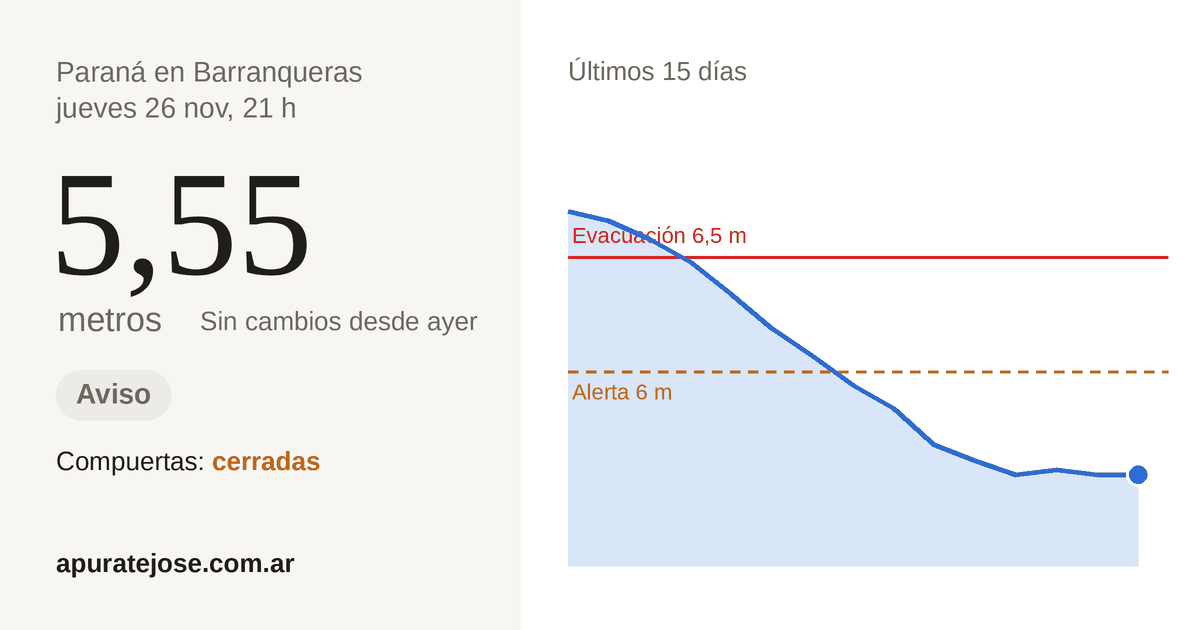 Paraná en Barranqueras
jueves 26 nov, 21 h
5,55
metros Sin cambios desde ayer
Aviso
Compuertas: cerradas
apuratejose.com.ar
Últimos 15 días
Evacuación 6,5 m
Alerta 6 m